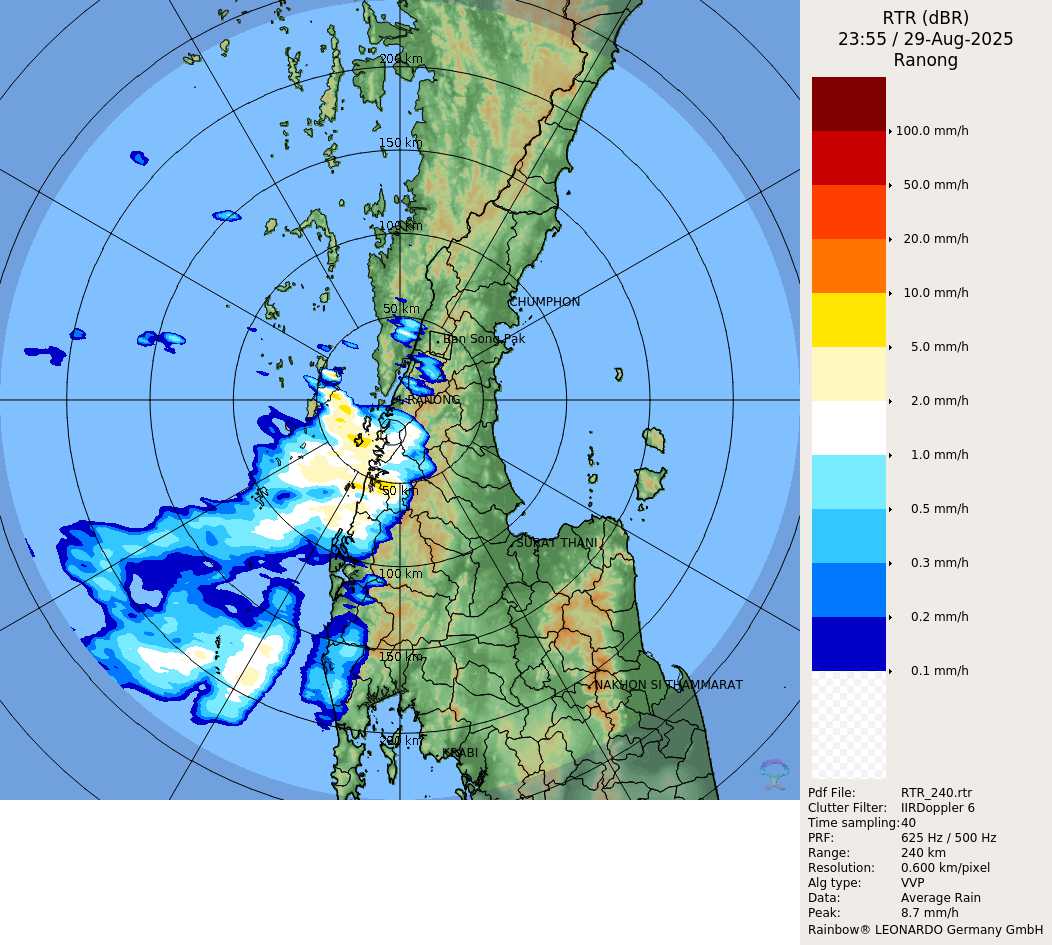 RTR (dBR)
23:55 / 29-Aug-2025
Ranong
100.0 mm/h
50.0 mm/h
20.0 mm/h
10.0 mm/h
5.0 mm/h
2.0 mm/h
1.0 mm/h
0.5 mm/h
0.3 mm/h
0.2 mm/h
0.1 mm/h
200 km
150 km
100 km
50 km
CHUMPHON
Ban Song Pak
RANONG
50 km
SURAT THANI
100 km
150 km
NAKHON SI THAMMARAT
200 km
KRABI
Pdf File: RTR_240.rtr
Clutter Filter: IIRDoppler 6
Time sampling: 40
PRF: 625 Hz / 500 Hz
Range: 240 km
Resolution: 0.600 km/pixel
Alg type: VVP
Data: Average Rain
Peak: 8.7 mm/h
Rainbow® LEONARDO Germany GmbH